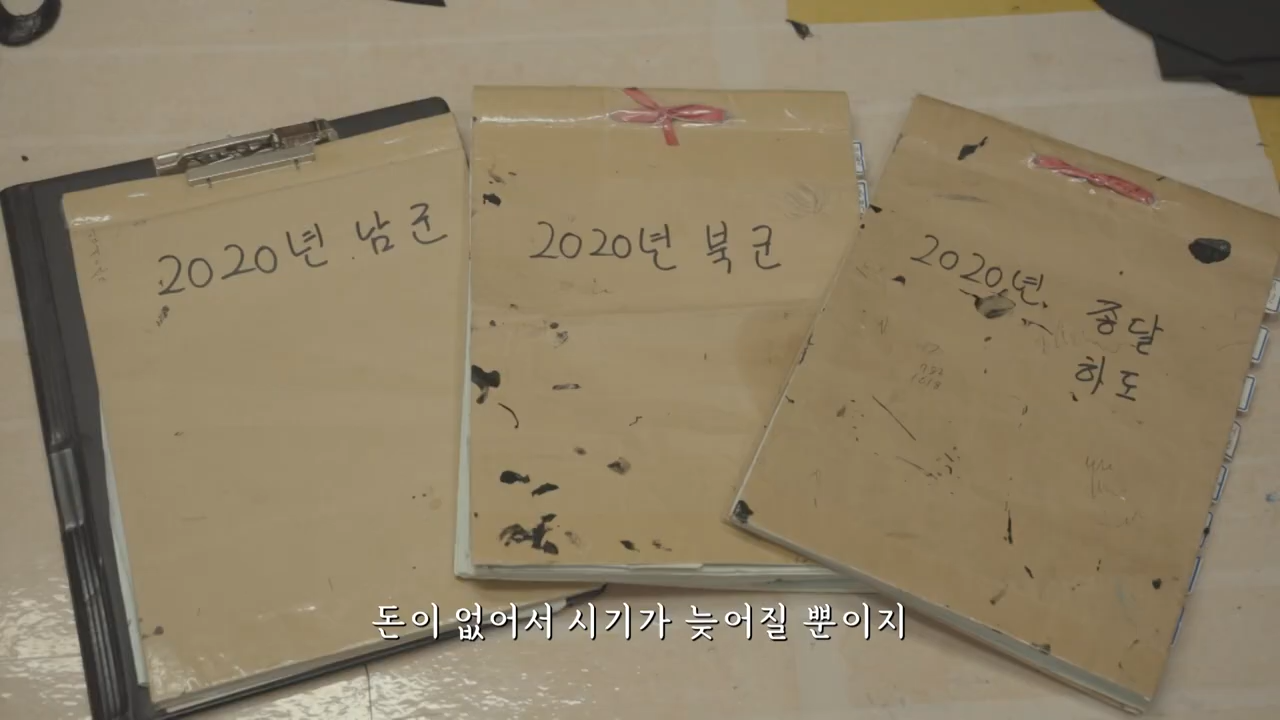 2020년 남군
2020년 북군
2020년
종달
하도
돈이 없어서 시기가 늦어질 뿐이지